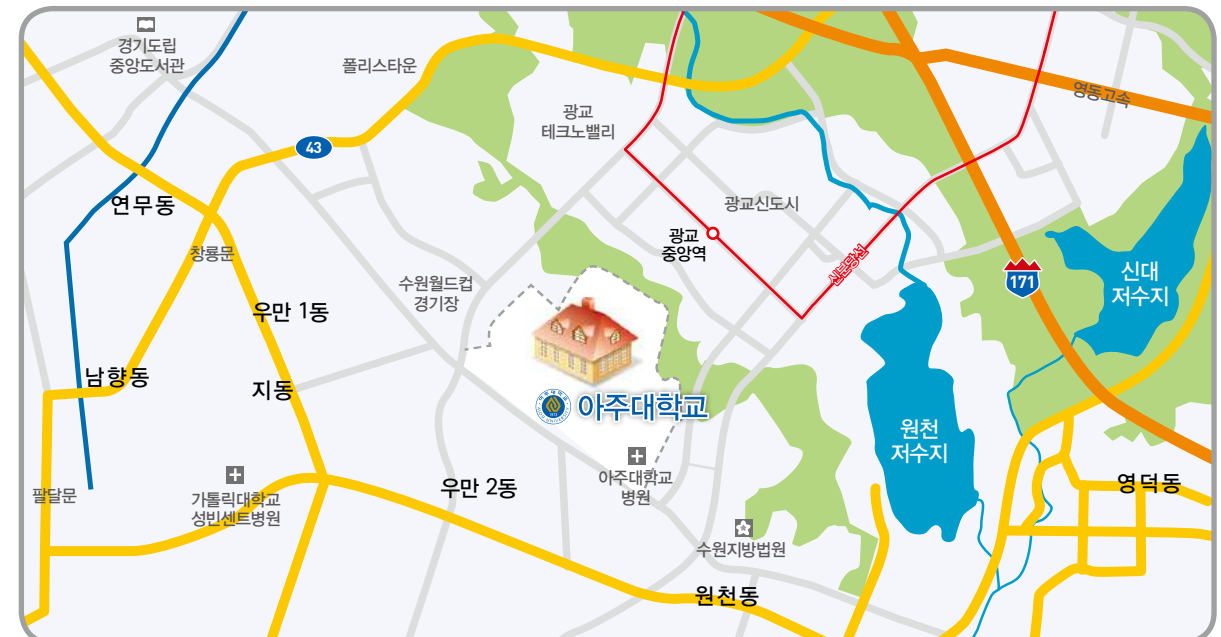 경기도립
중앙도서관
폴리스타운
영동고속
광교
테크노밸리
43
연무동
광교신도시
광교
중앙역
창룡문
신분당선
신대
저수지
171
수원월드컵
경기장
우만 1동
남향동
지동
아주대학교
원천
저수지
아주대학교
병원
우만 2동
영덕동
팔달문
가톨릭대학교
성빈센트병원
수원지방법원
원천동